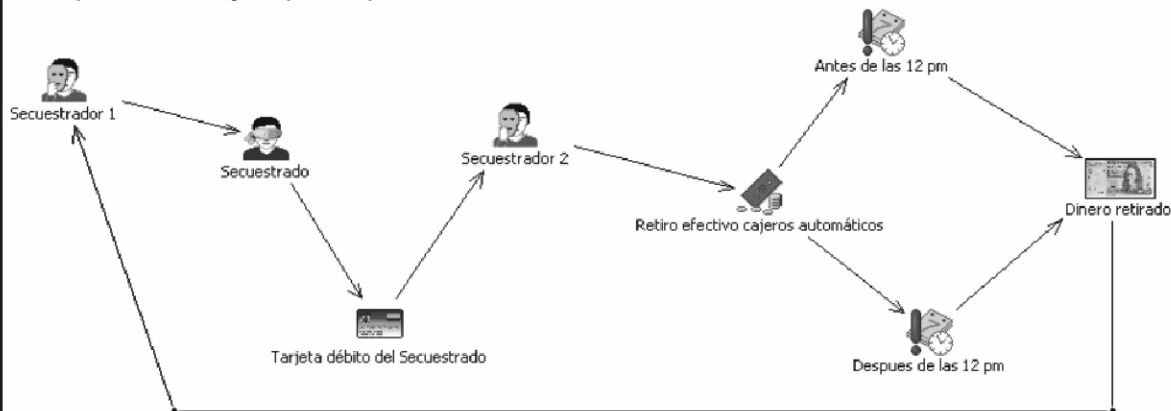 Secuestrador 1
Secuestrado
Tarjeta débito del Secuestrado
Secuestrador 2
Retiro efectivo cajeros automáticos
Antes de las 12 pm
Despues de las 12 pm
Dinero retirado